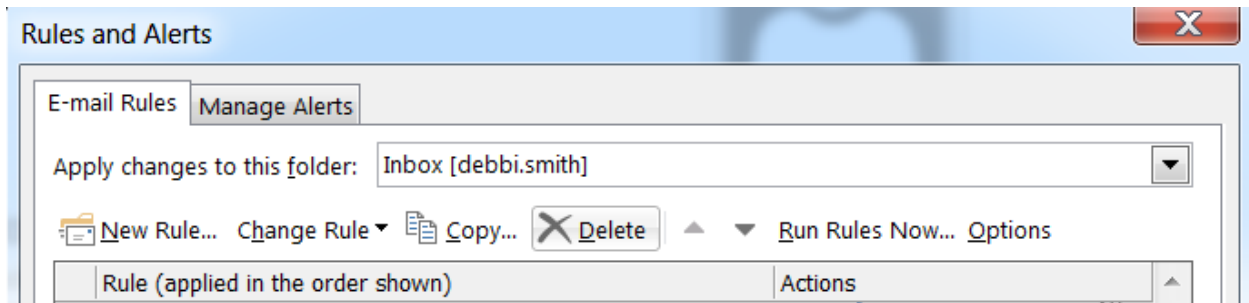 Rules and Alerts
E-mail Rules Manage Alerts
Apply changes to this folder: Inbox [debbi.smith]
New Rule... Change Rule Copy... Delete Run Rules Now... Options
Rule (applied in the order shown) Actions